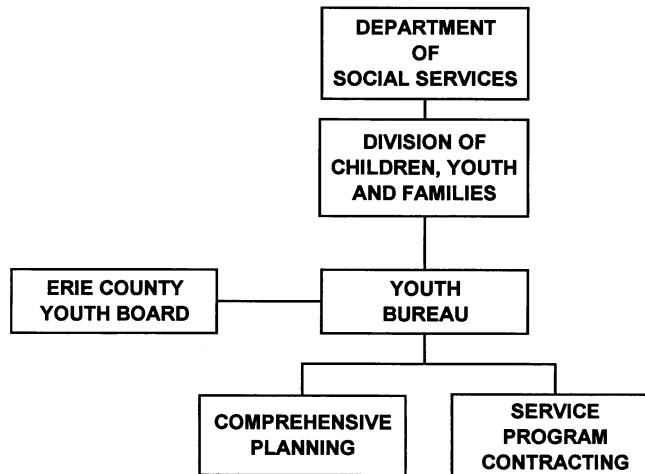 DEPARTMENT
OF
SOCIAL SERVICES
DIVISION OF
CHILDREN, YOUTH
AND FAMILIES
ERIE COUNTY
YOUTH BOARD
YOUTH
BUREAU
COMPREHENSIVE
PLANNING
SERVICE
PROGRAM
CONTRACTING